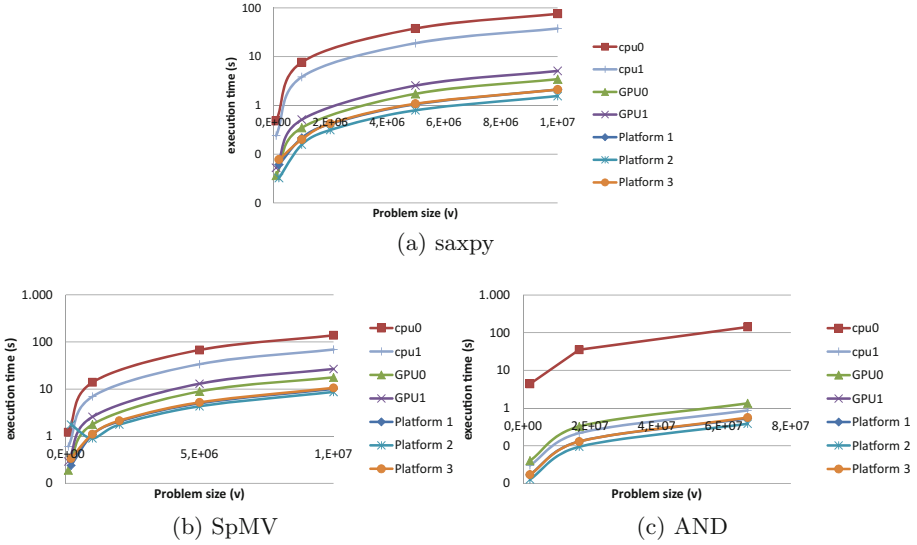 100
10
1
0
0
execution time (s)
0,E+00 2,E+06 4,E+06 6,E+06 8,E+06 1,E+07
Problem size (v)
cpu0
cpu1
GPU0
GPU1
Platform 1
Platform 2
Platform 3
(a) saxpy
1.000
100
10
1
0
execution time (s)
0,E+00 5,E+06 1,E+07
Problem size (v)
cpu0
cpu1
GPU0
GPU1
Platform 1
Platform 2
Platform 3
(b) SpMV
1.000
100
10
1
0
0
execution time (s)
0,E+00 2,E+07 4,E+07 6,E+07 8,E+07
Problem size (v)
cpu0
cpu1
GPU0
GPU1
Platform 1
Platform 2
Platform 3
(c) AND